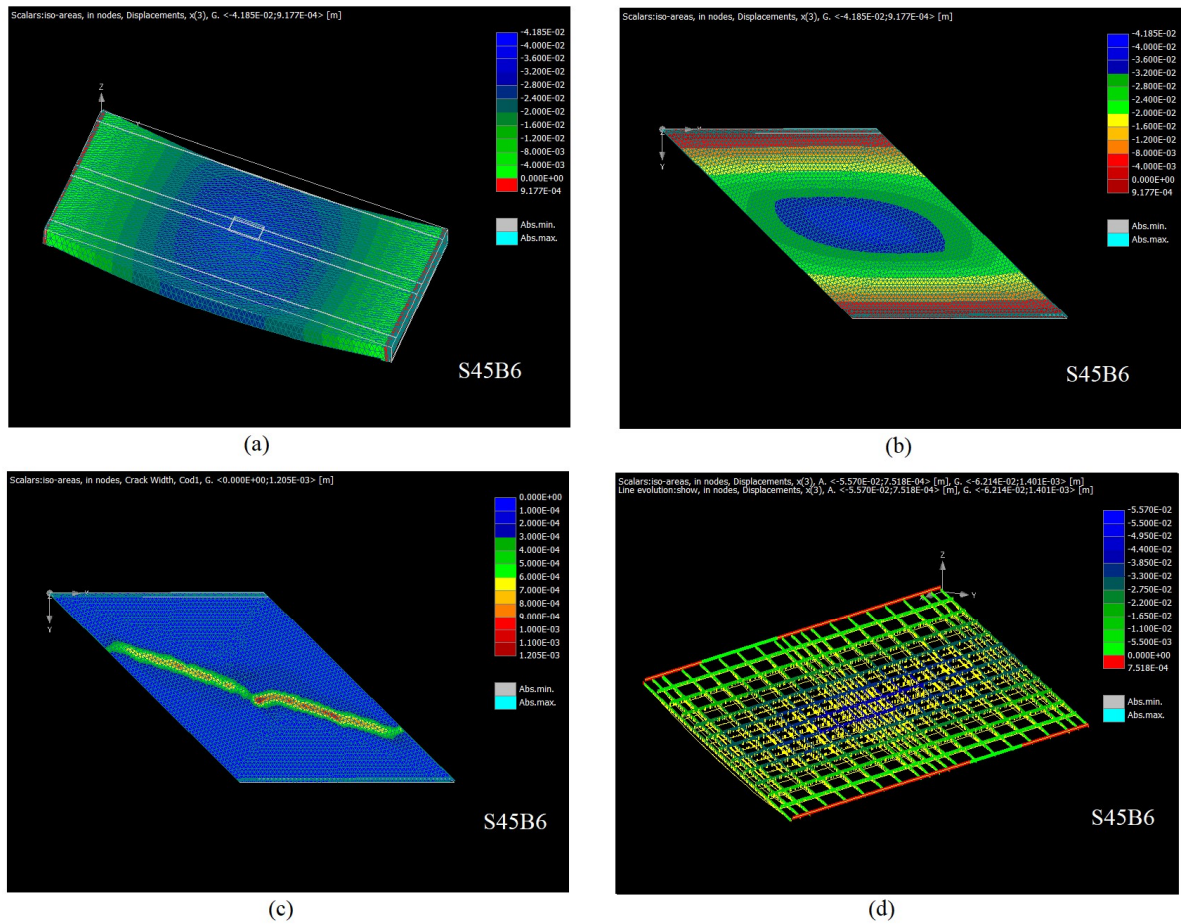 Scalars:iso-areas, in nodes, Displacements, x(3), G. <-4.185E-02;9.177E-04> [m]
-4.185E-02
-4.000E-02
-3.600E-02
-3.200E-02
-2.800E-02
-2.400E-02
-2.000E-02
-1.600E-02
-1.200E-02
-8.000E-03
-4.000E-03
0.000E+00
9.177E-04
Abs.min.
Abs.max.
Z
Y
S45B6
(a)
Scalars:iso-areas, in nodes, Displacements, x(3), G. <-4.185E-02;9.177E-04> [m]
-4.185E-02
-4.000E-02
-3.600E-02
-3.200E-02
-2.800E-02
-2.400E-02
-2.000E-02
-1.600E-02
-1.200E-02
-8.000E-03
-4.000E-03
0.000E+00
9.177E-04
Abs.min.
Abs.max.
Z
Y
S45B6
(b)
Scalars:iso-areas, in nodes, Crack Width, Cod1, G. <0.000E+00;1.205E-03> [m]
0.000E+00
1.000E-04
2.000E-04
3.000E-04
4.000E-04
5.000E-04
6.000E-04
7.000E-04
8.000E-04
9.000E-04
1.000E-03
1.100E-03
1.205E-03
Abs.min.
Abs.max.
Z
Y
S45B6
(c)
Scalars:iso-areas, in nodes, Displacements, x(3), A. <-5.570E-02;7.518E-04> [m], G. <-6.214E-02;1.401E-03> [m]
Line evolution:show, in nodes, Displacements, x(3), A. <-5.570E-02;7.518E-04> [m], G. <-6.214E-02;1.401E-03> [m]
-5.570E-02
-5.500E-02
-4.950E-02
-4.400E-02
-3.850E-02
-3.300E-02
-2.750E-02
-2.200E-02
-1.650E-02
-1.100E-02
-5.500E-03
0.000E+00
7.518E-04
Abs.min.
Abs.max.
Z
X
Y
S45B6
(d)